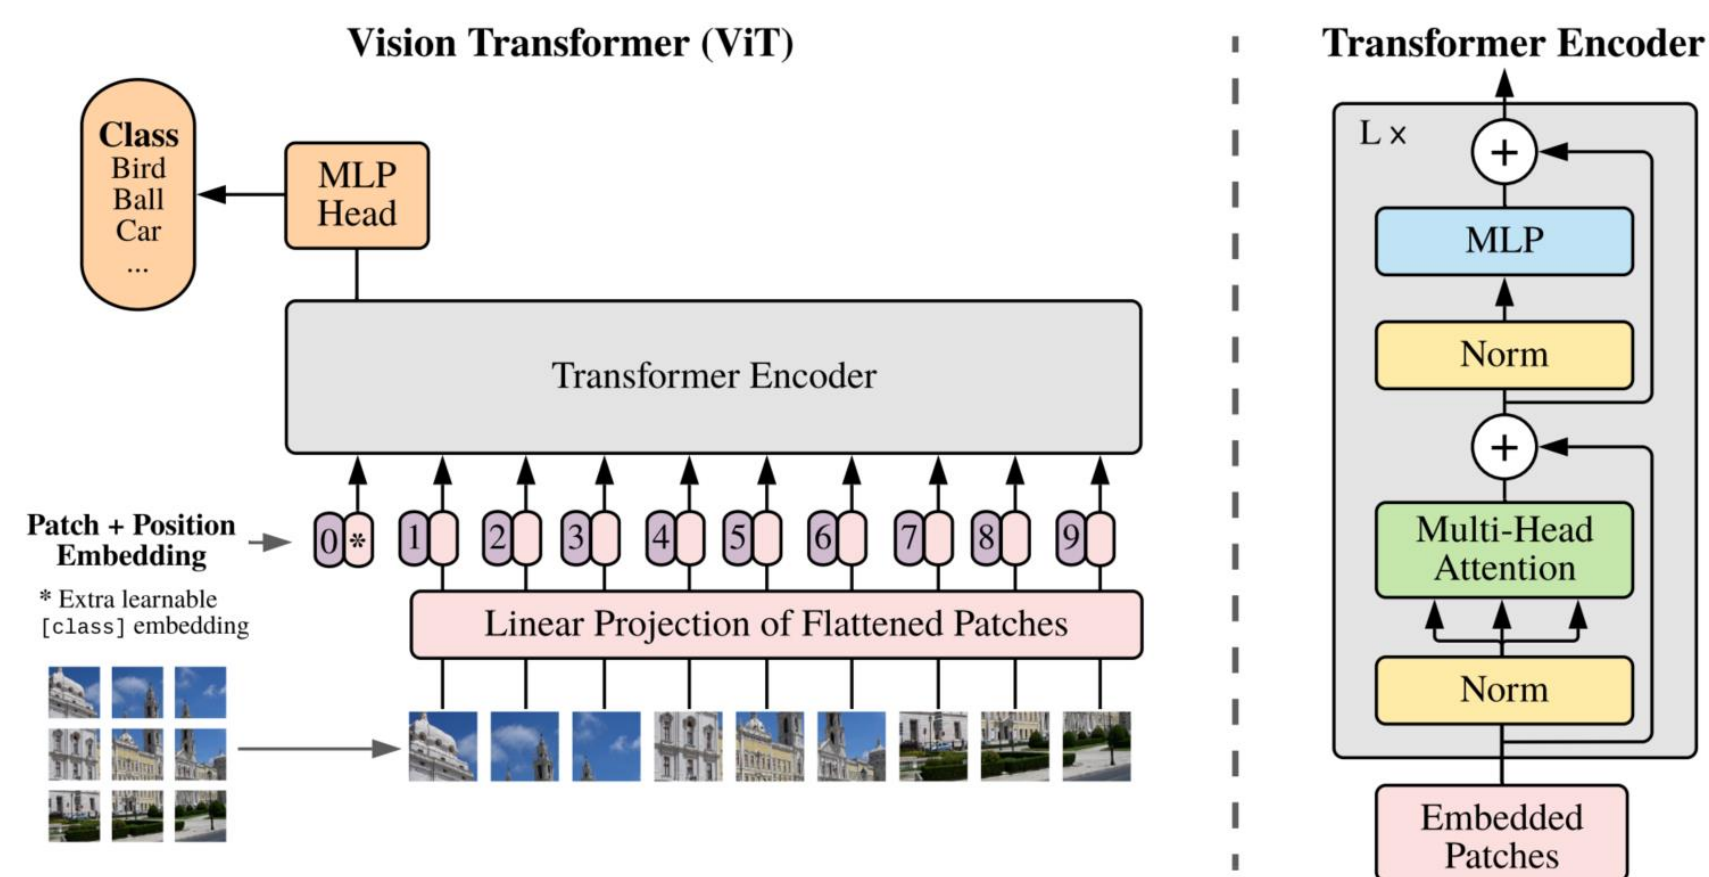 Vision Transformer (ViT)
Class
Bird
Ball
Car
...
MLP
Head
Transformer Encoder
Patch + Position
Embedding
* Extra learnable
[class] embedding
0 * 1 2 3 4 5 6 7 8 9
Linear Projection of Flattened Patches
Transformer Encoder
L x
+
MLP
Norm
+
Multi-Head
Attention
Norm
Embedded
Patches